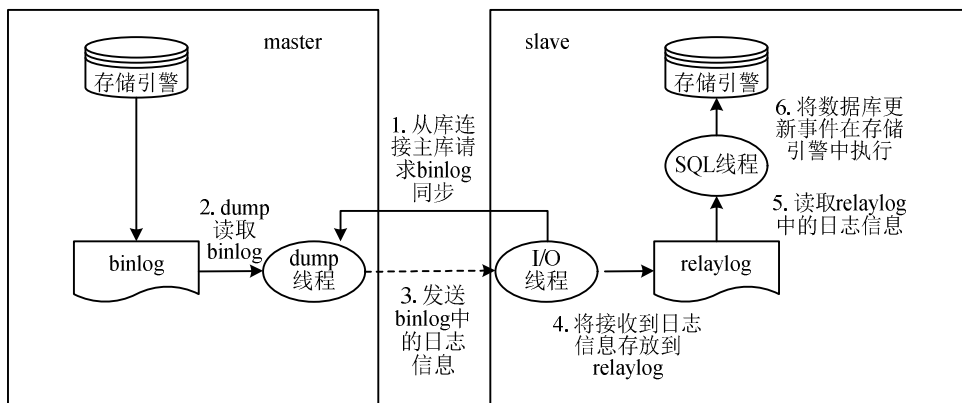 master
slave
存储引警
存储引警
1. 从库连
接主库请
求binlog
同步
6. 将数据库更
新事件在存储
引警中执行
SQL线程
2. dump
读取
binlog
5. 读取relaylog
中的日志信息
binlog
dump
线程
I/O
线程
relaylog
3. 发送
binlog中
的日志
信息
4. 将接收到日志
信息存放到
relaylog